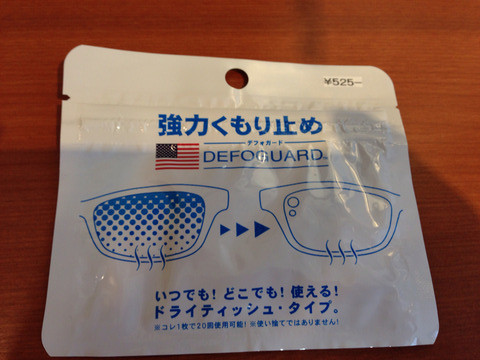 ¥525-
強力くもり止め
デフォガード
DEFOGUARD
いつでも! どこでも! 使える!
ドライティッシュ・タイプ。
※コレ1枚で20回使用可能! ※使い捨てではありません!